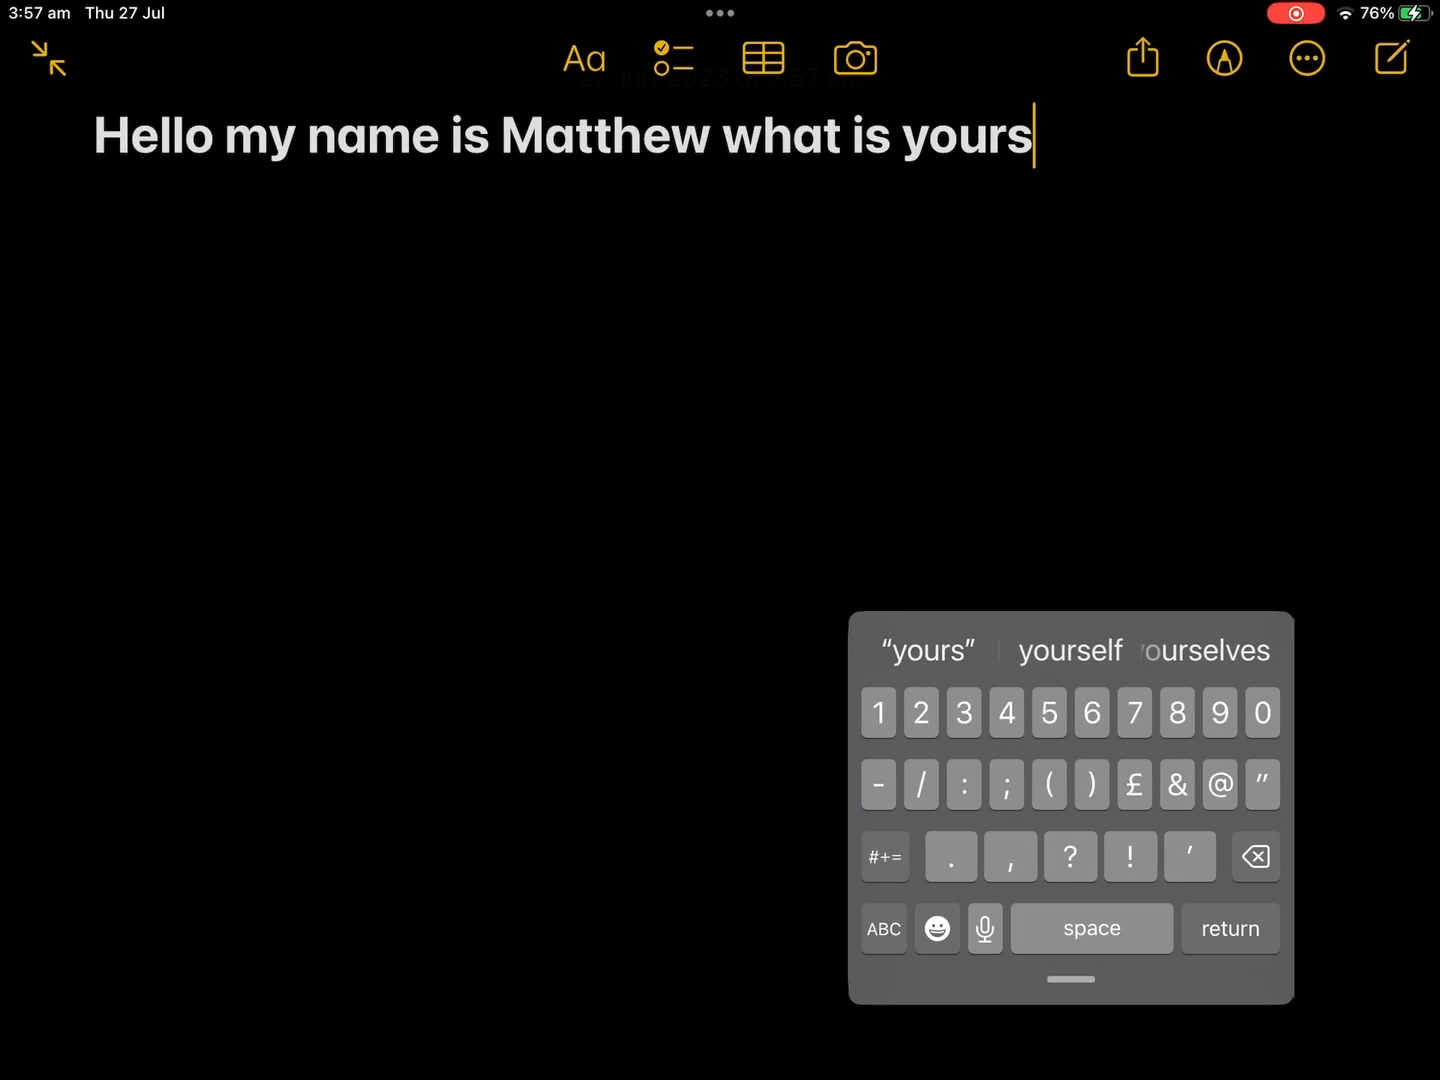 3:57 am Thu 27 Jul
76%
Aa
Hello my name is Matthew what is yours
“yours” yourself yourselves
1 2 3 4 5 6 7 8 9 0
- / : ; ( ) £ & @ "
#+= . , ? ! '
ABC space return